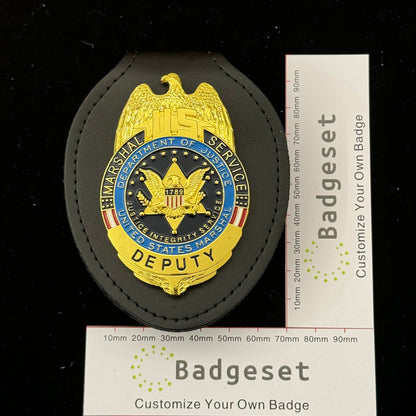 US
MARSHAL SERVICE
DEPARTMENT OF JUSTICE
1789
JUSTICE INTEGRITY SERVICE
UNITED STATES MARSHAL
DEPUTY
Badgeset
Customize Your Own Badge
10mm 20mm 30mm 40mm 50mm 60mm 70mm 80mm 90mm
10mm 20mm 30mm 40mm 50mm 60mm 70mm 80mm 90mm
Badgeset
Customize Your Own Badge